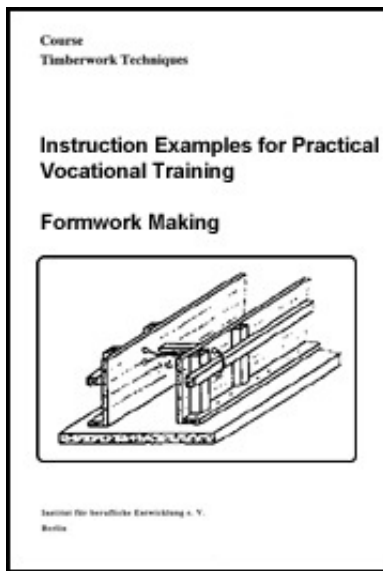 Course
Timberwork Techniques
Instruction Examples for Practical
Vocational Training
Formwork Making
Institut für berufliche Entwicklung e. V.
Berlin